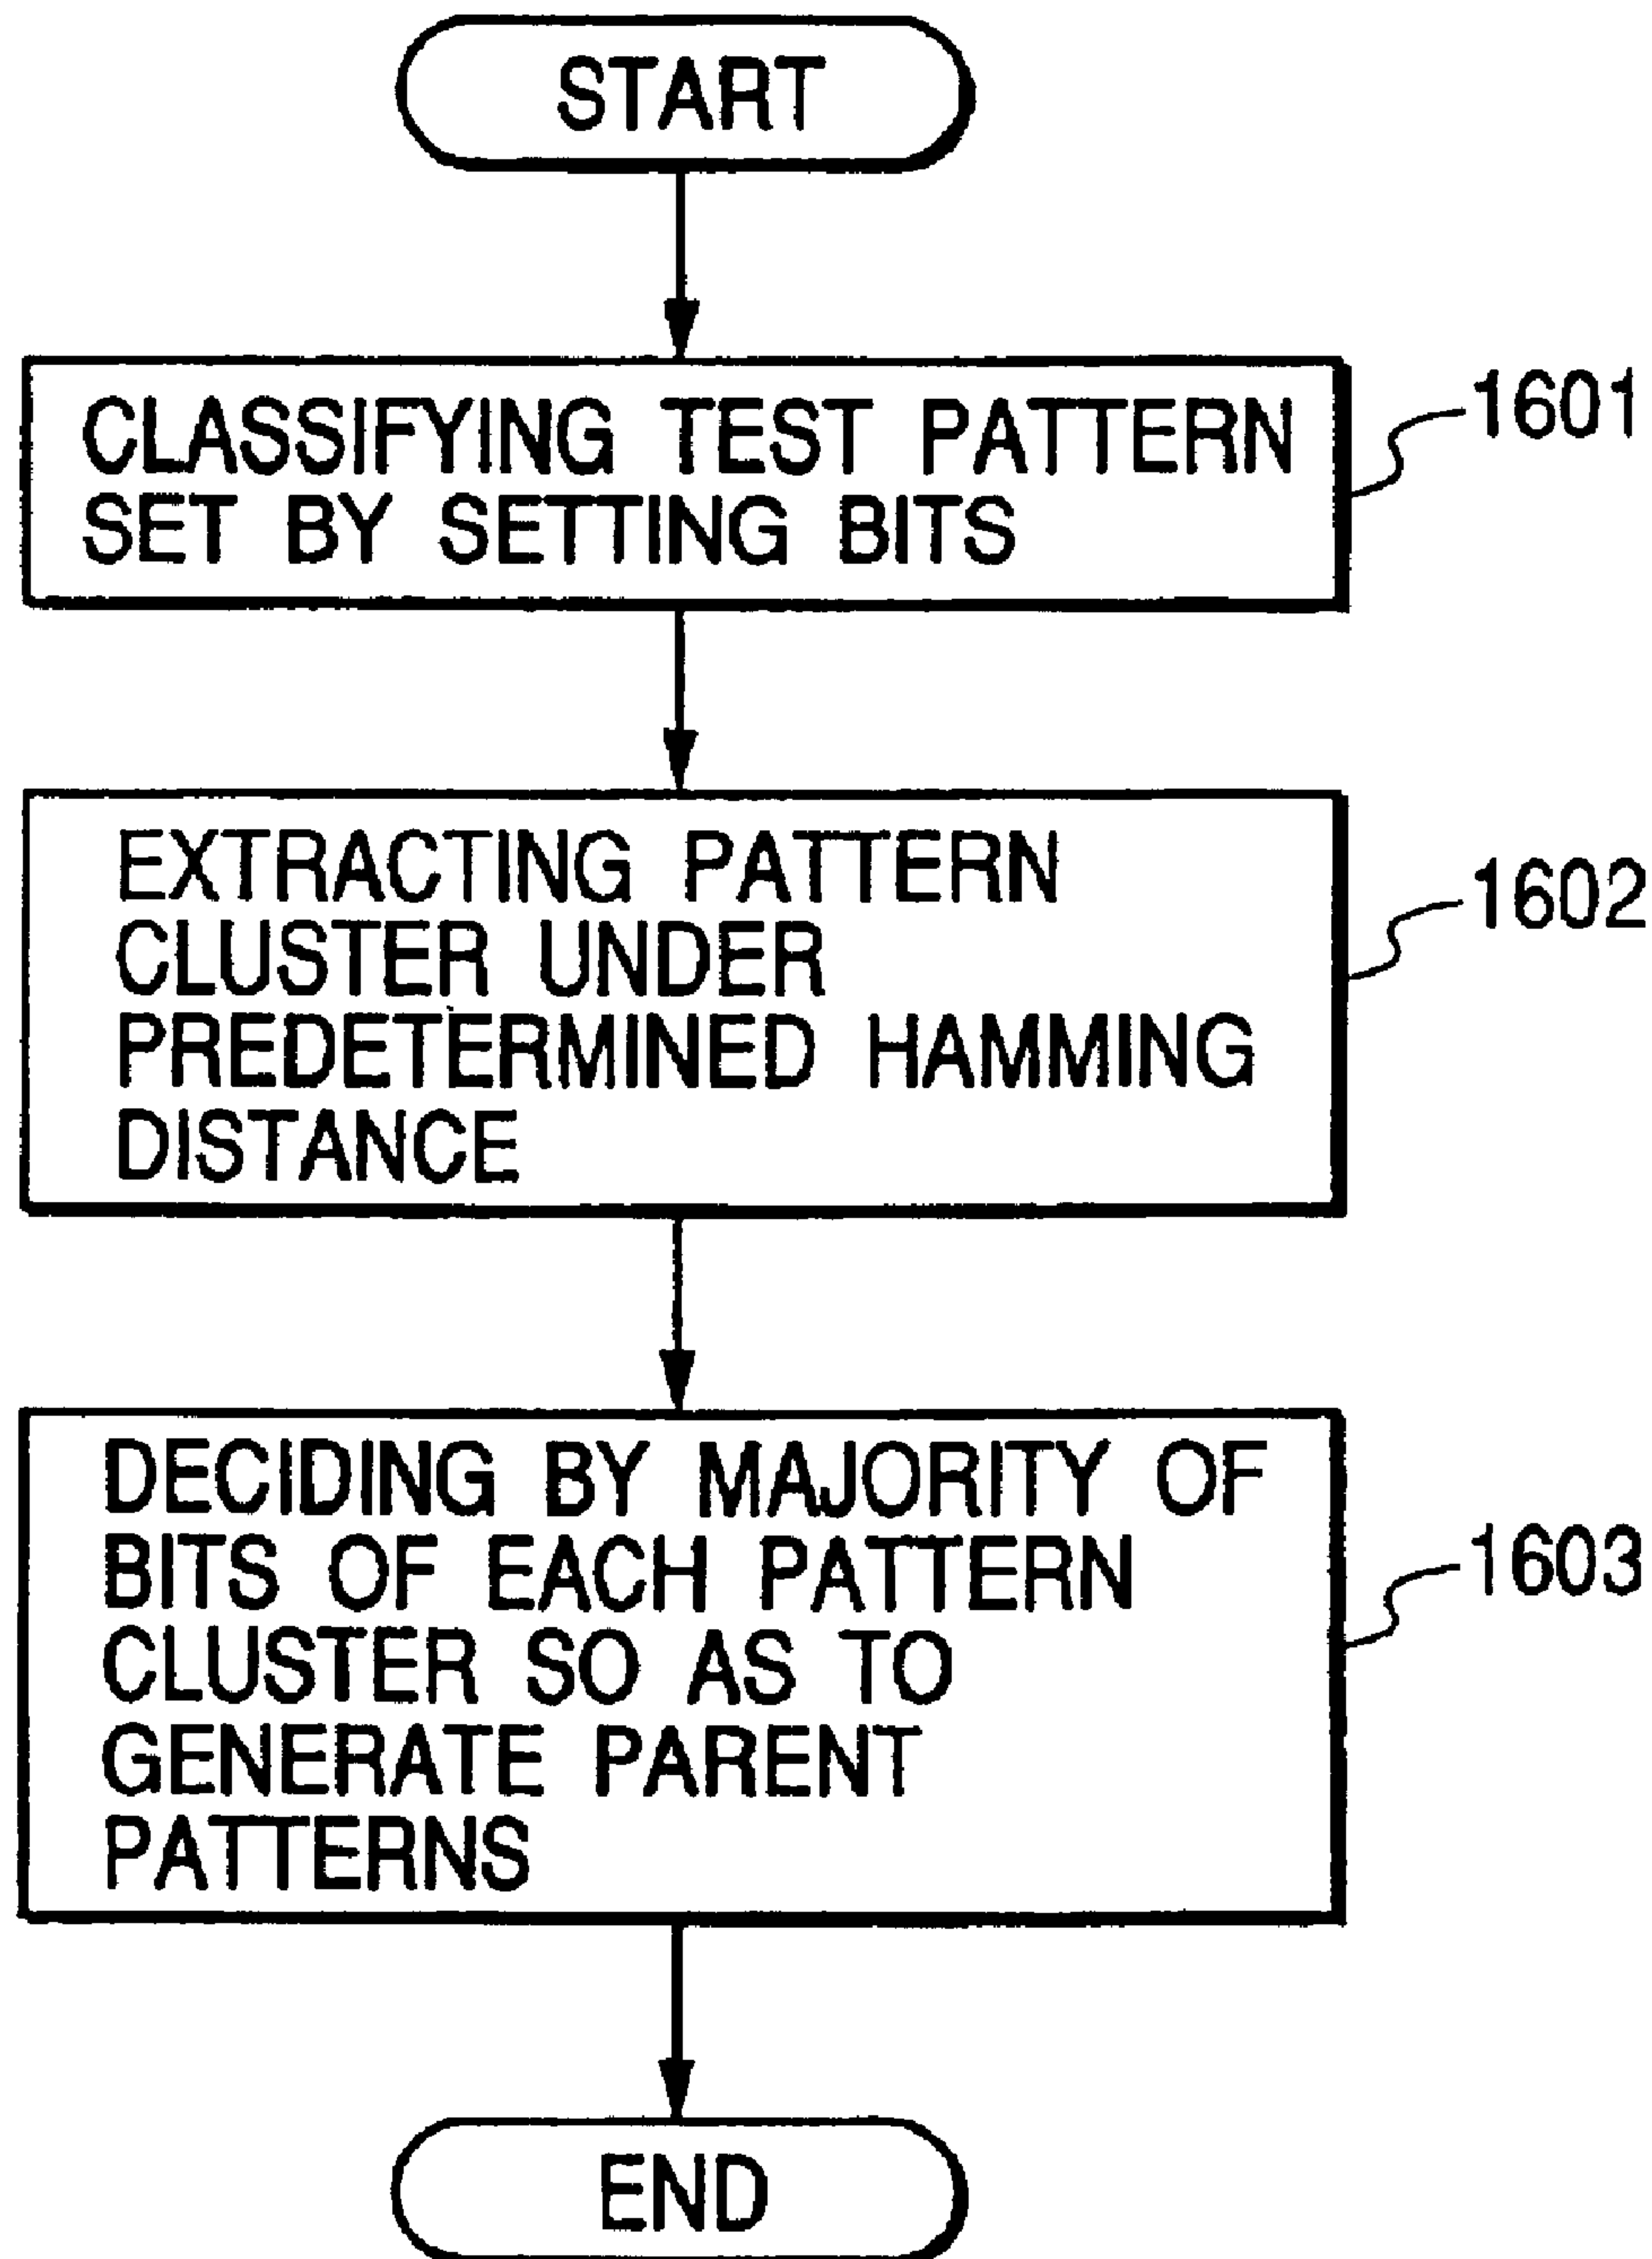 START
CLASSIFYING TEST PATTERN
SET BY SETTING BITS
1601
EXTRACTING PATTERN
CLUSTER UNDER
PREDETERMINED HAMMING
DISTANCE
1602
DECIDING BY MAJORITY OF
BITS OF EACH PATTERN
CLUSTER SO AS TO
GENERATE PARENT
PATTERNS
1603
END